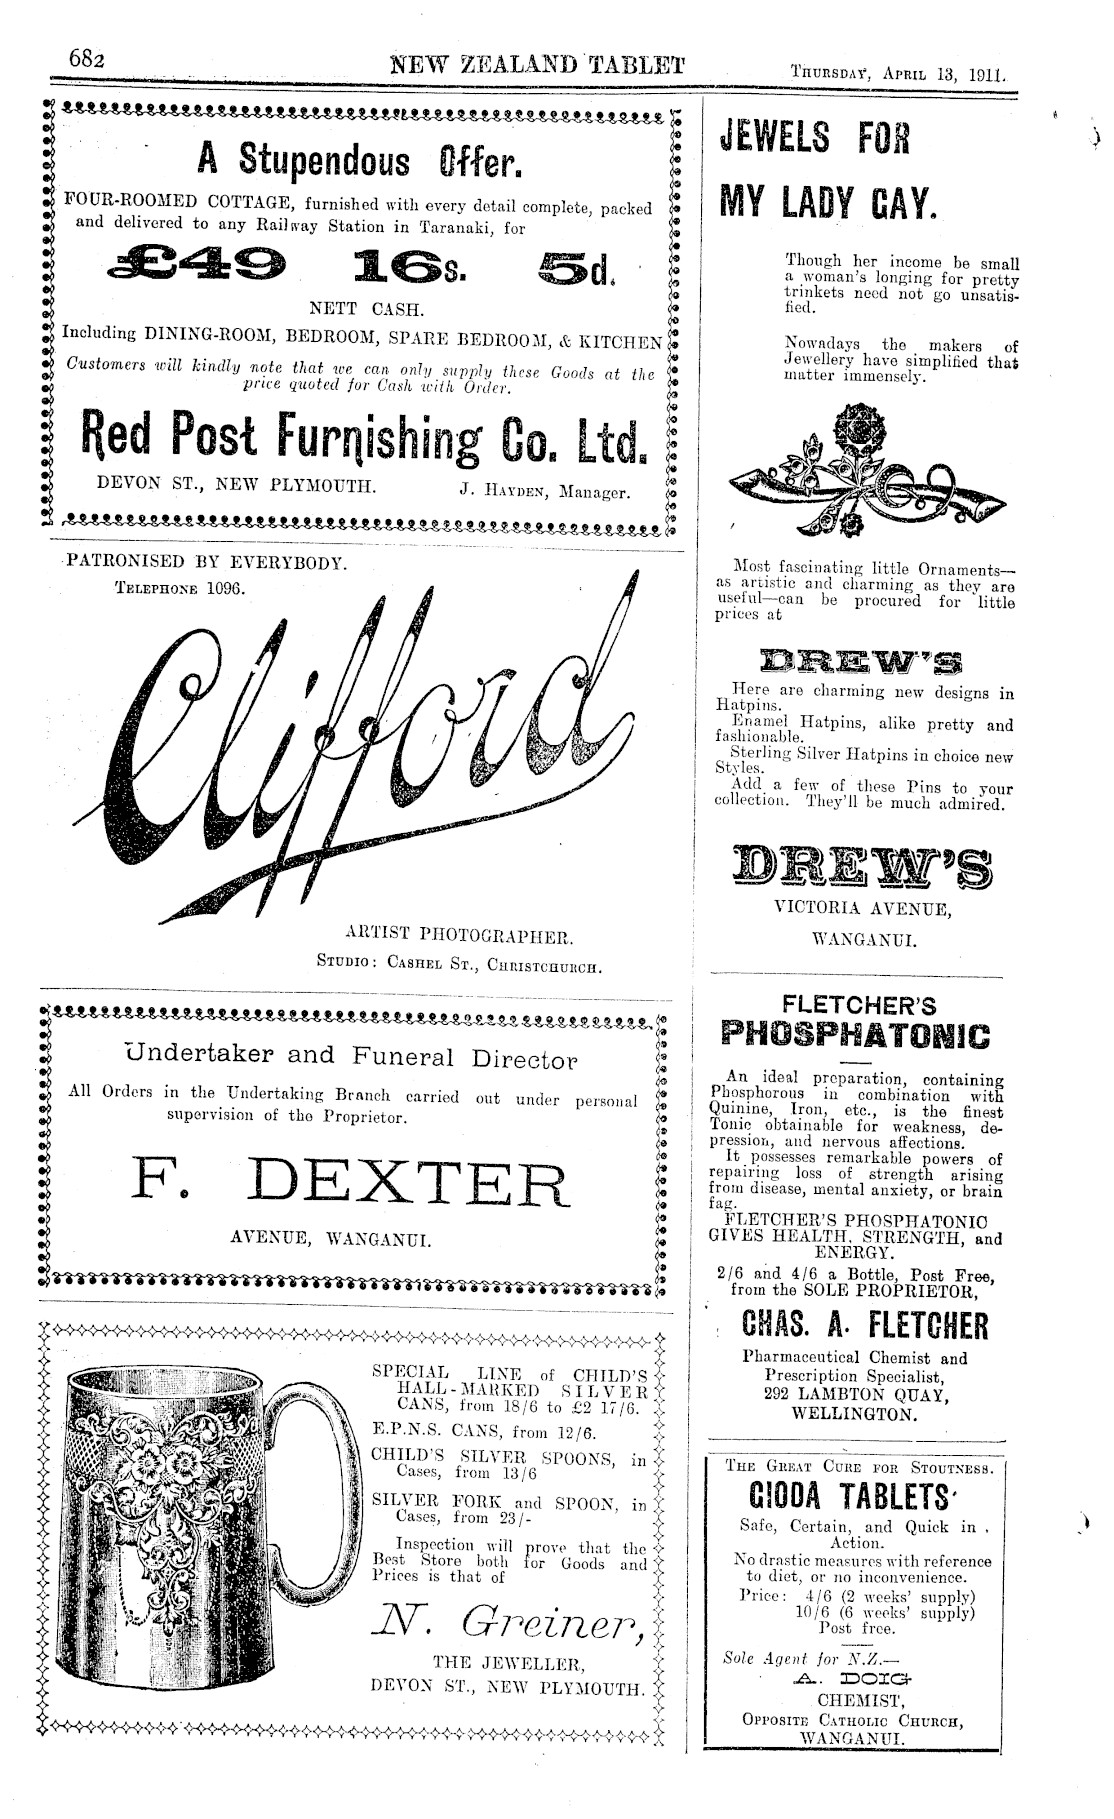 682
NEW ZEALAND TABLET
THURSDAY, APRIL 13, 1911.
A Stupendous Offer.
FOUR-ROOMED COTTAGE, furnished with every detail complete, packed
and delivered to any Railway Station in Taranaki, for
£49 16s. 5d.
NETT CASH.
Including DINING-ROOM, BEDROOM, SPARE BEDROOM, & KITCHEN
Customers will kindly note that we can only supply these Goods at the
price quoted for Cash with Order.
Red Post Furnishing Co. Ltd.
DEVON ST., NEW PLYMOUTH.
J. HAYDEN, Manager.
PATRONISED BY EVERYBODY.
TELEPHONE 1096.
Clifford
ARTIST PHOTOGRAPHER.
STUDIO: CASHEL ST., CHRISTCHURCH.
Undertaker and Funeral Director
All Orders in the Undertaking Branch carried out under personal
supervision of the Proprietor.
F. DEXTER
AVENUE, WANGANUI.
SPECIAL LINE of CHILD'S
HALL-MARKED SILVER
CANS, from 18/6 to £2 17/6.
E.P.N.S. CANS, from 12/6.
CHILD'S SILVER SPOONS, in
Cases, from 13/6
SILVER FORK and SPOON, in
Cases, from 23/-
Inspection will prove that the
Best Store both for Goods and
Prices is that of
N. Greiner,
THE JEWELLER,
DEVON ST., NEW PLYMOUTH.
JEWELS FOR
MY LADY GAY.
Though her income be small
a woman's longing for pretty
trinkets need not go unsatis-
fied.
Nowadays the makers of
Jewellery have simplified that
matter immensely.
Most fascinating little Ornaments—
as artistic and charming as they are
useful—can be procured for little
prices at
DREW'S
Here are charming new designs in
Hatpins.
Enamel Hatpins, alike pretty and
fashionable.
Sterling Silver Hatpins in choice new
Styles.
Add a few of these Pins to your
collection. They'll be much admired.
DREW'S
VICTORIA AVENUE,
WANGANUI.
FLETCHER'S
PHOSPHATONIC
An ideal preparation, containing
Phosphorous in combination with
Quinine, Iron, etc., is the finest
Tonic obtainable for weakness, de-
pression, and nervous affections.
It possesses remarkable powers of
repairing loss of strength arising
from disease, mental anxiety, or brain
fag.
FLETCHER'S PHOSPHATONIC
GIVES HEALTH, STRENGTH, and
ENERGY.
2/6 and 4/6 a Bottle, Post Free,
from the SOLE PROPRIETOR,
CHAS. A. FLETCHER
Pharmaceutical Chemist and
Prescription Specialist,
292 LAMBTON QUAY,
WELLINGTON.
THE GREAT CURE FOR STOUTNESS.
CIODA TABLETS
Safe, Certain, and Quick in
Action.
No drastic measures with reference
to diet, or no inconvenience.
Price: 4/6 (2 weeks' supply)
10/6 (6 weeks' supply)
Post free.
Sole Agent for N.Z.—
A. DOIG
CHEMIST,
OPPOSITE CATHOLIC CHURCH,
WANGANUI.